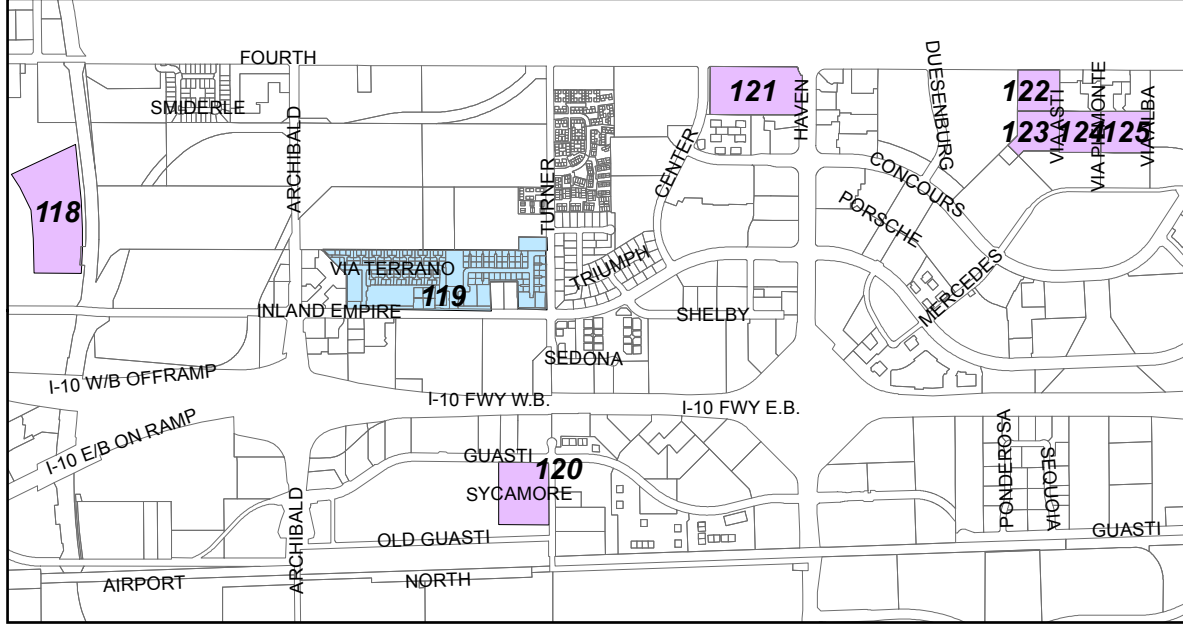 FOURTH
DUESENBURG
SMIDERLE
ARCHIBALD
121
HAVEN
122
VIA ASTI
VIA PIAMONTE
VIA ALBA
123
124
125
TURNER
CENTER
CONCOURS
118
PORSCHE
VIA TERRANO
TRIUMPH
119
MERCEDES
INLAND EMPIRE
SHELBY
SEDONA
I-10 W/B OFFRAMP
I-10 FWY W.B.
I-10 FWY E.B.
I-10 E/B ON RAMP
GUASTI
120
SYCAMORE
PONDEROSA
SEQUOIA
ARCHIBALD
OLD GUASTI
GUASTI
AIRPORT
NORTH